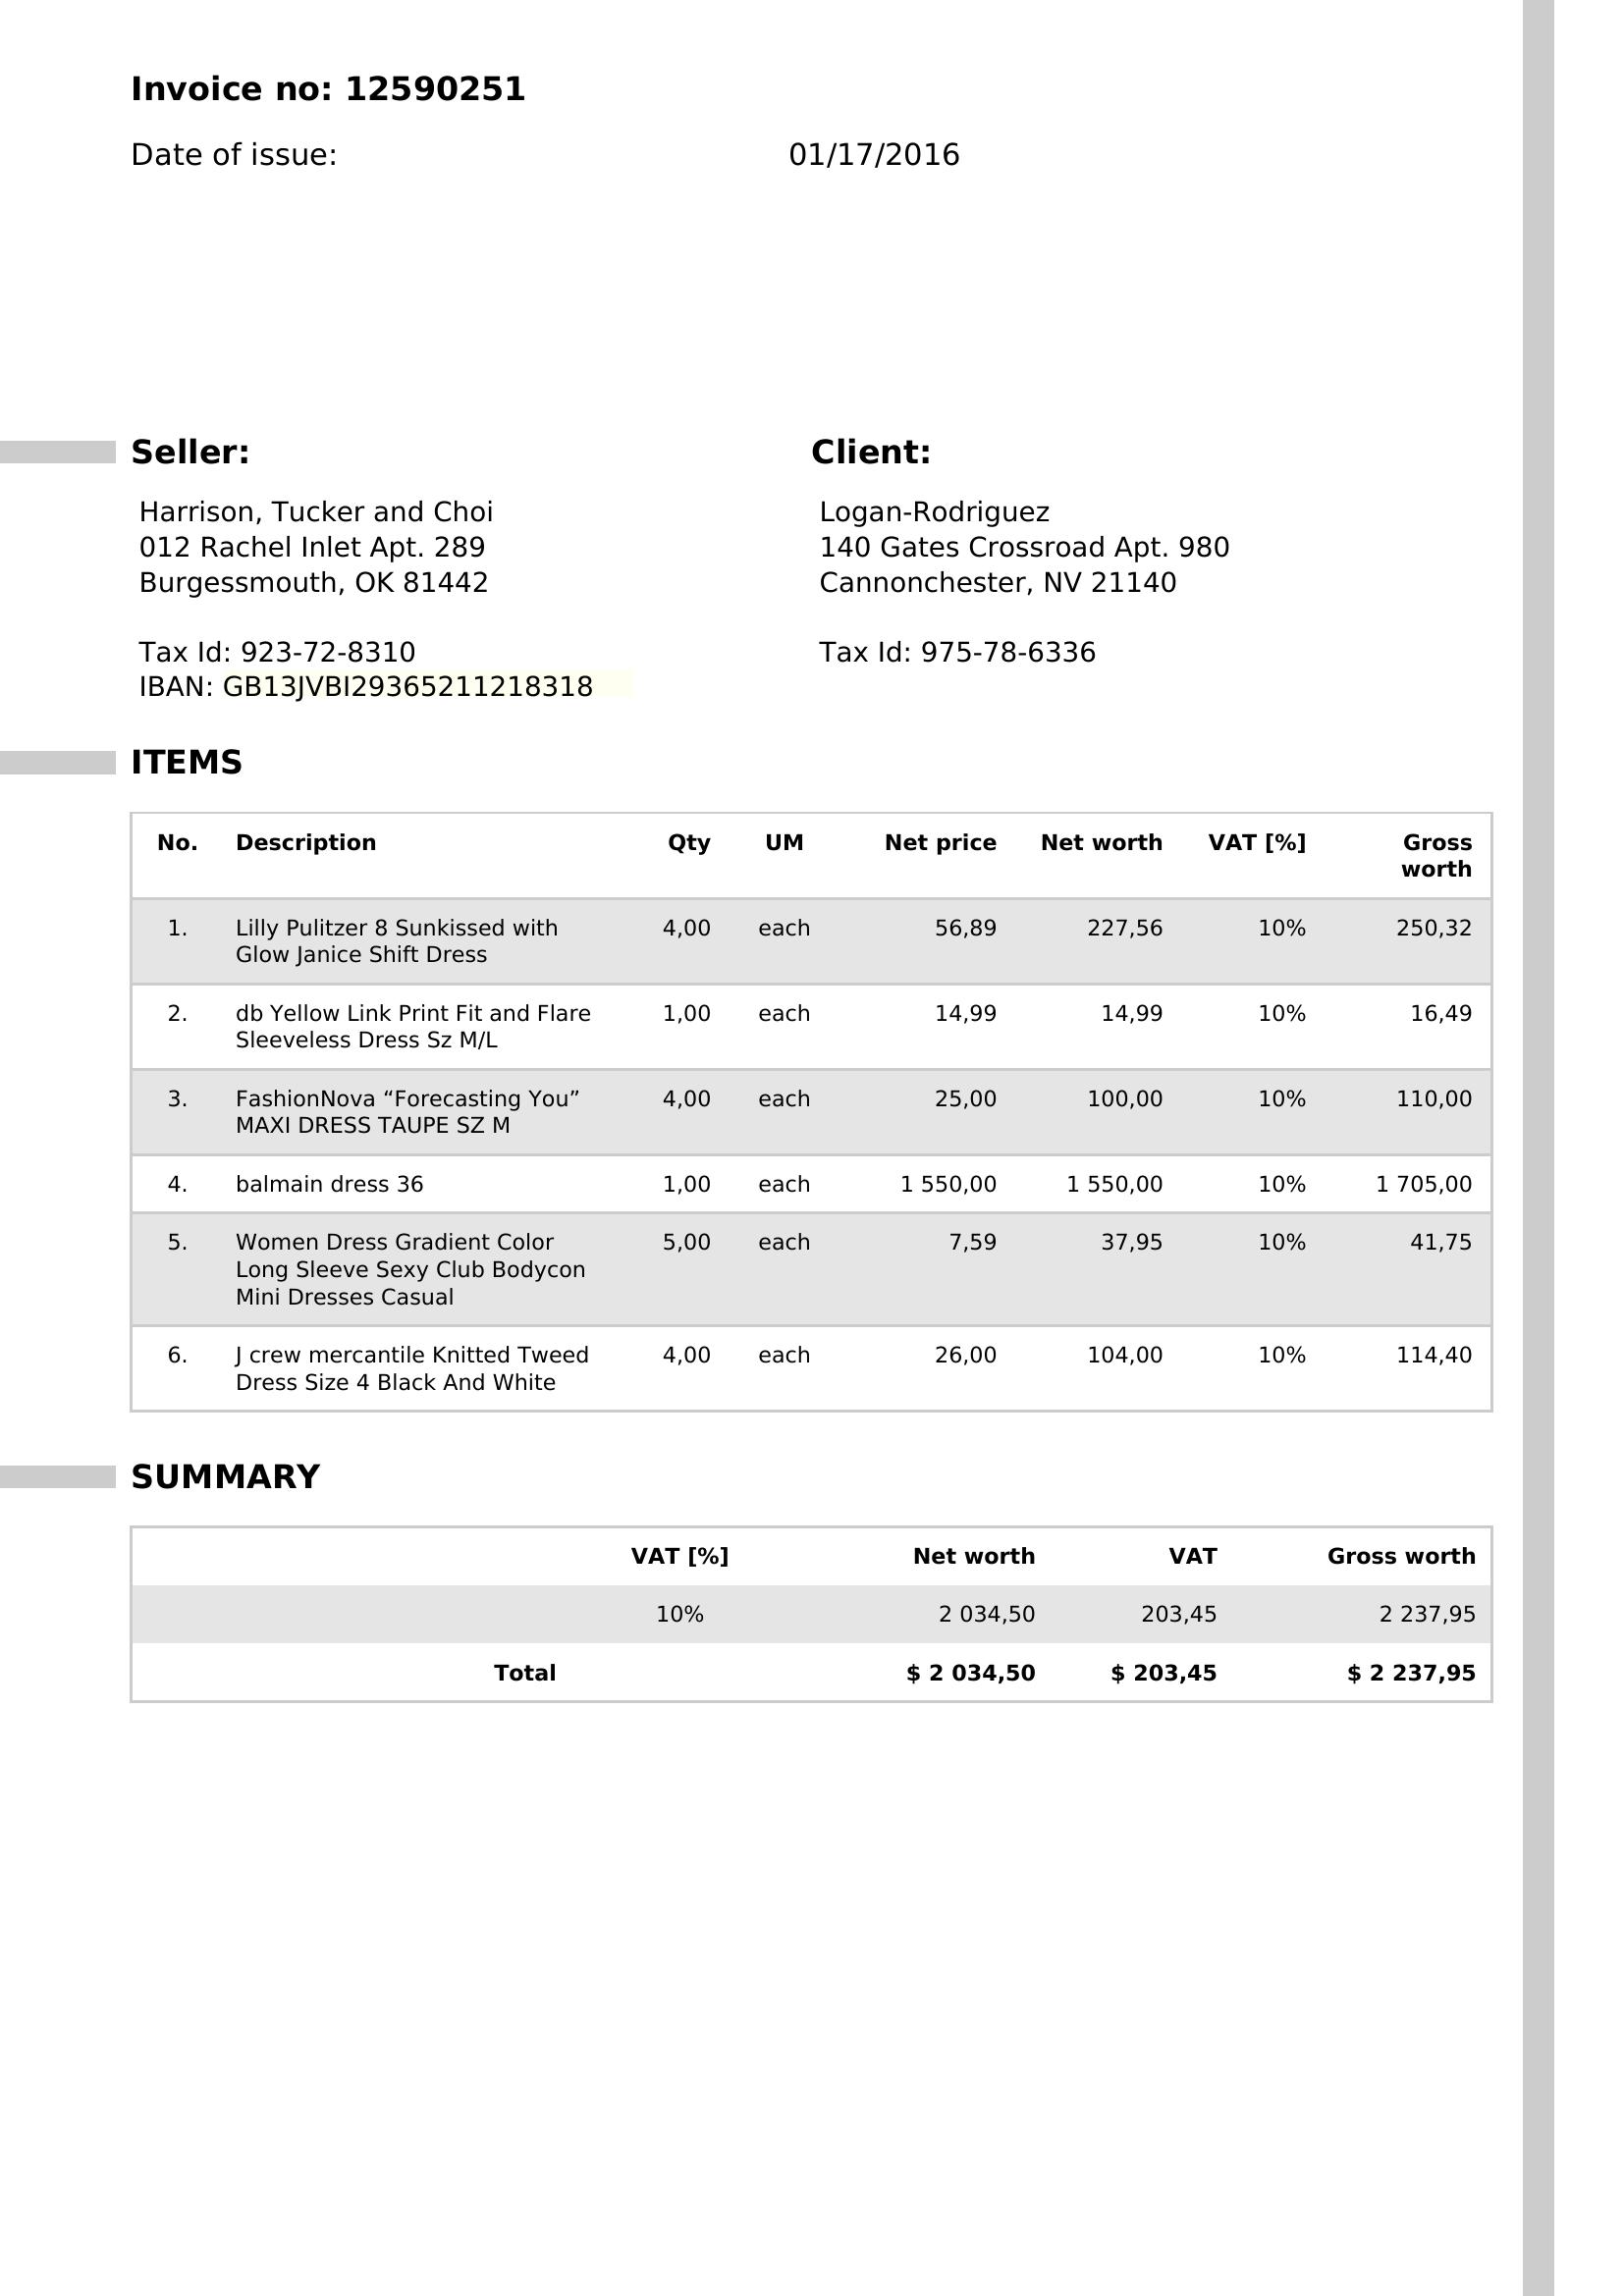 Invoice no: 12590251
Date of issue: 01/17/2016
Seller:
Harrison, Tucker and Choi
012 Rachel Inlet Apt. 289
Burgessmouth, OK 81442
Tax Id: 923-72-8310
IBAN: GB13JVBI29365211218318
Client:
Logan-Rodriguez
140 Gates Crossroad Apt. 980
Cannonchester, NV 21140
Tax Id: 975-78-6336
ITEMS
No. Description Qty UM Net price Net worth VAT [%] Gross
worth
1. Lilly Pulitzer 8 Sunkissed with 4,00 each 56,89 227,56 10% 250,32
Glow Janice Shift Dress
2. db Yellow Link Print Fit and Flare 1,00 each 14,99 14,99 10% 16,49
Sleeveless Dress Sz M/L
3. FashionNova “Forecasting You” 4,00 each 25,00 100,00 10% 110,00
MAXI DRESS TAUPE SZ M
4. balmain dress 36 1,00 each 1 550,00 1 550,00 10% 1 705,00
5. Women Dress Gradient Color 5,00 each 7,59 37,95 10% 41,75
Long Sleeve Sexy Club Bodycon
Mini Dresses Casual
6. J crew mercantile Knitted Tweed 4,00 each 26,00 104,00 10% 114,40
Dress Size 4 Black And White
SUMMARY
VAT [%] Net worth VAT Gross worth
10% 2 034,50 203,45 2 237,95
Total $ 2 034,50 $ 203,45 $ 2 237,95